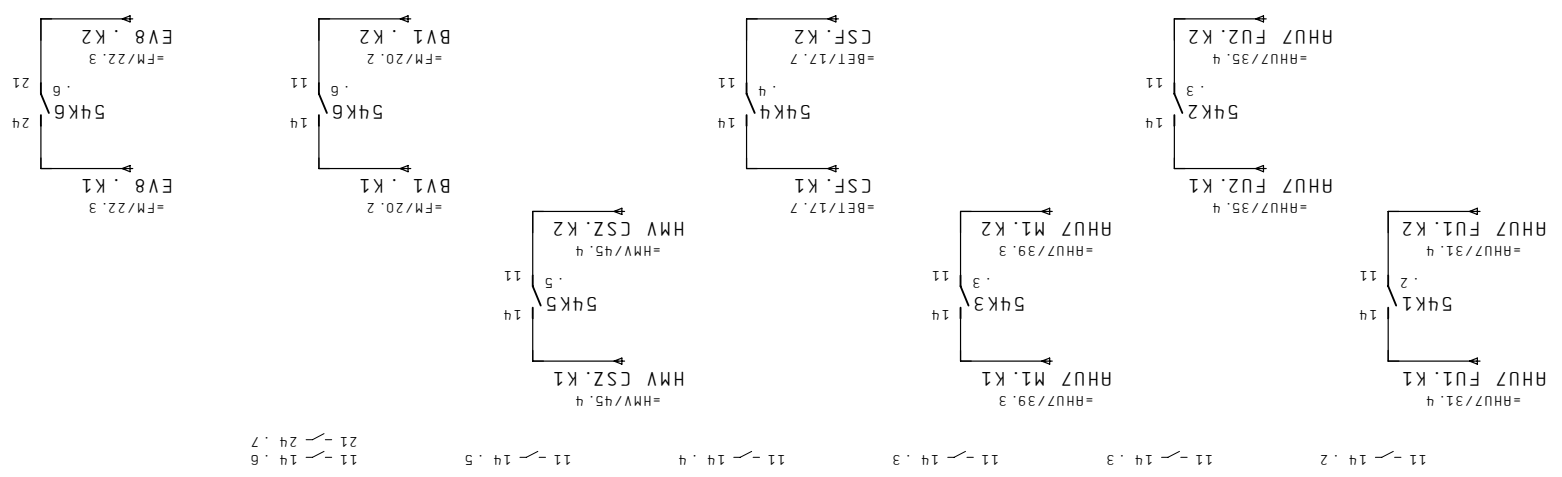 11 14 .2
11 14 .3
11 14 .3
11 14 .4
11 14 .5
11 14 .6
21 24 .7
=AHU7/31.4
AHU7 FU1.K1
14
54K1
.2
11
=AHU7/31.4
AHU7 FU1.K2
=AHU7/35.4
AHU7 FU2.K1
14
54K2
.3
11
=AHU7/35.4
AHU7 FU2.K2
=AHU7/39.3
AHU7 M1.K1
14
54K3
.3
11
=AHU7/39.3
AHU7 M1.K2
=BET/17.7
CSF.K1
14
54K4
.4
11
=BET/17.7
CSF.K2
=HMV/45.4
HMV CSZ.K1
14
54K5
.5
11
=HMV/45.4
HMV CSZ.K2
=FM/20.2
BV1 . K1
14
54K6
.6
11
=FM/20.2
BV1 . K2
=FM/22.3
EV8 . K1
24
54K6
.6
21
=FM/22.3
EV8 . K2